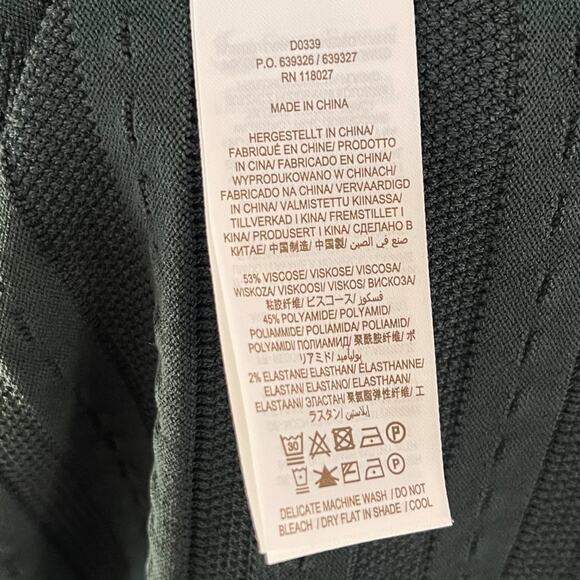 D0339
P.O. 639326 / 639327
RN 118027
MADE IN CHINA
HERGESTELLT IN CHINA/
FABRIQUÉ EN CHINE/ PRODOTTO
IN CINA/ FABRICADO EN CHINA/
WYPRODUKOWANO W CHINACH/
FABRICADO NA CHINA/ VERVAARDIGD
IN CHINA/ VALMISTETTU KIINASSA/
TILLVERKAD I KINA/ FREMSTILLET I
KINA/ PRODUSERT I KINA/ СДЕЛАНО В
КИТАЕ/ 中国制造/ 中国製/ صنع في الصين
53% VISCOSE/ VISKOSE/ VISCOSA/
WISKOZA/ VISKOOSI/ VISKOS/ ВИСКОЗА/
粘胶纤维/ ビスコース/ فسكوز
45% POLYAMIDE/ POLYAMID/
POLIAMMIDE/ POLIAMIDA/ POLIAMID/
POLYAMIDI/ ПОЛИАМИД/ 聚酰胺纤维/ ポ
リアミド/ بوليأميد
2% ELASTANE/ ELASTHAN/ ÉLASTHANNE/
ELASTAN/ ELASTANO/ ELASTAAN/
ELASTAANI/ ЭЛАСТАН/ 聚氨酯弹性纤维/ エ
ラスタン/ إيلاستين
30 P
30 P
DELICATE MACHINE WASH / DO NOT
BLEACH / DRY FLAT IN SHADE / COOL